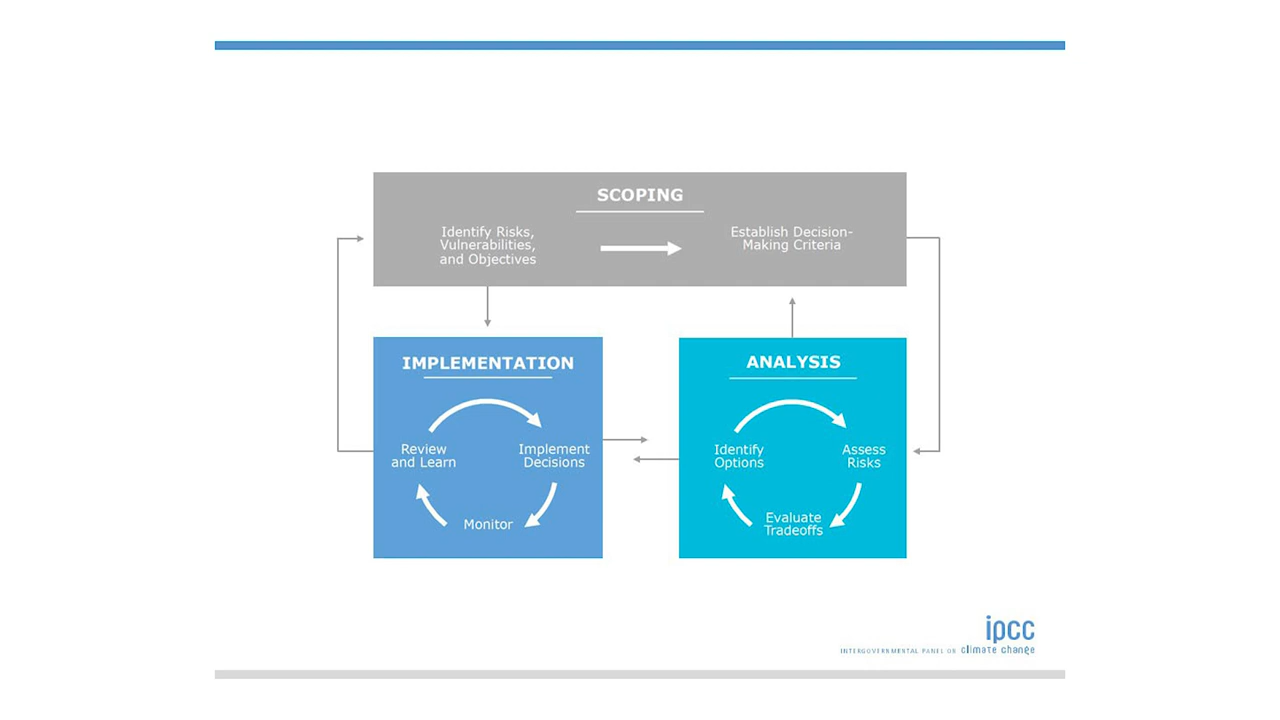 SCOPING
Identify Risks,
Vulnerabilities,
and Objectives
Establish Decision-
Making Criteria
IMPLEMENTATION
Review
and Learn
Implement
Decisions
Monitor
ANALYSIS
Identify
Options
Assess
Risks
Evaluate
Tradeoffs
ipcc
INTERGOVERNMENTAL PANEL ON climate change